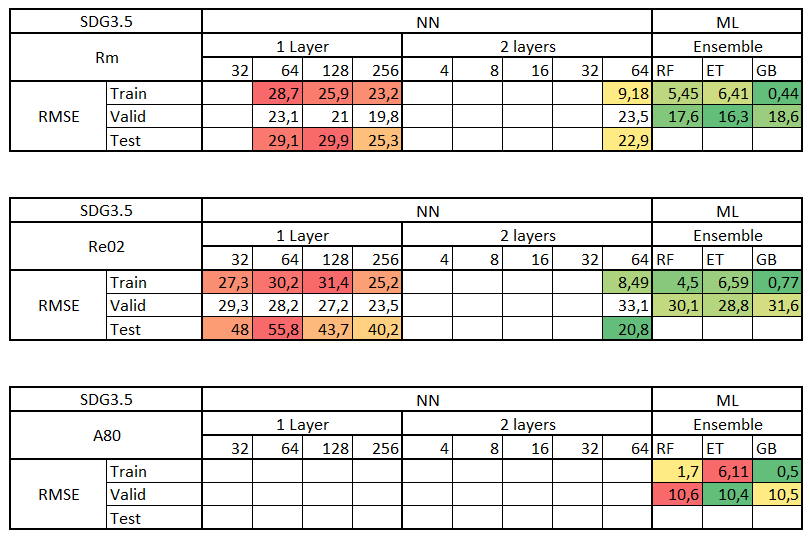 SDG3.5 NN ML
Rm 1 Layer 2 layers Ensemble
32 64 128 256 4 8 16 32 64 RF ET GB
RMSE Train 28,7 25,9 23,2 9,18 5,45 6,41 0,44
Valid 23,1 21 19,8 23,5 17,6 16,3 18,6
Test 29,1 29,9 25,3 22,9
SDG3.5 NN ML
Re02 1 Layer 2 layers Ensemble
32 64 128 256 4 8 16 32 64 RF ET GB
RMSE Train 27,3 30,2 31,4 25,2 8,49 4,5 6,59 0,77
Valid 29,3 28,2 27,2 23,5 33,1 30,1 28,8 31,6
Test 48 55,8 43,7 40,2 20,8
SDG3.5 NN ML
A80 1 Layer 2 layers Ensemble
32 64 128 256 4 8 16 32 64 RF ET GB
RMSE Train 1,7 6,11 0,5
Valid 10,6 10,4 10,5
Test